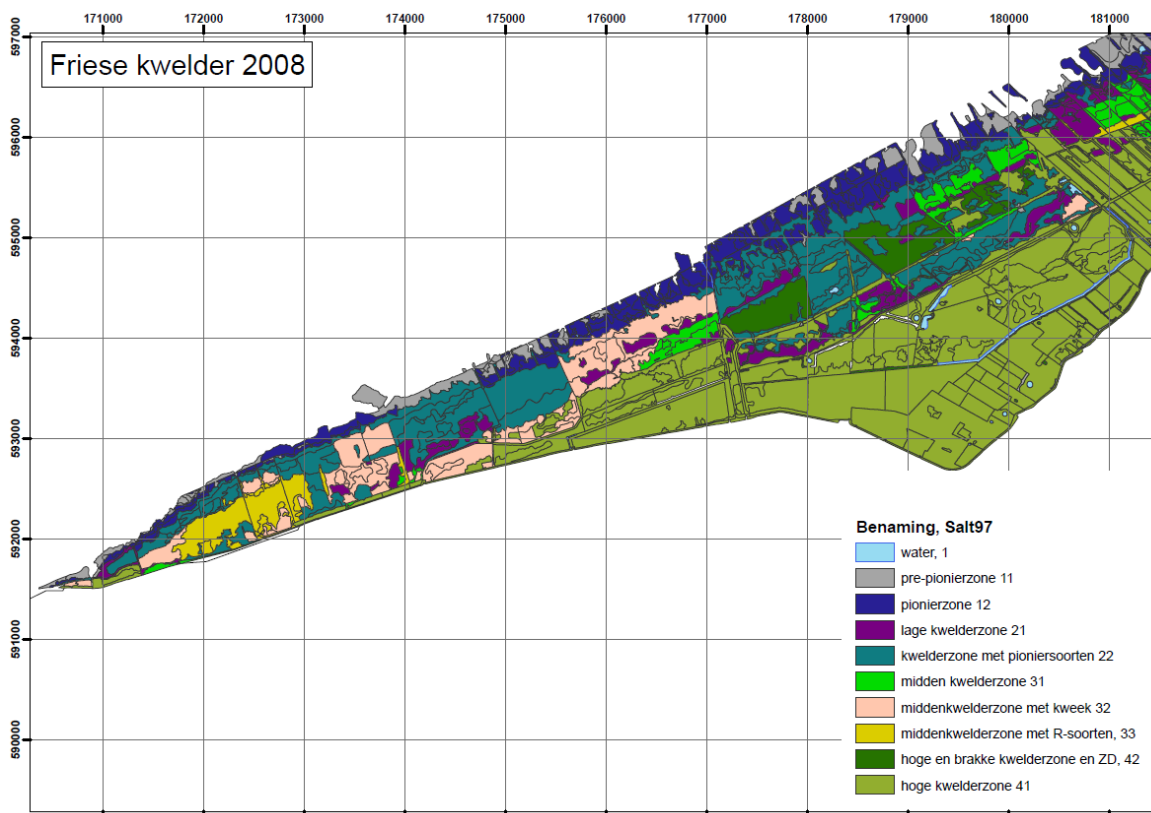 171000 172000 173000 174000 175000 176000 177000 178000 179000 180000 181000
597000
Friese kwelder 2008
596000
595000
594000
593000
592000
591000
590000
Benaming, Salt97
water, 1
pre-pionierzone 11
pionierzone 12
lage kwelderzone 21
kwelderzone met pioniersoorten 22
midden kwelderzone 31
middenkwelderzone met kweek 32
middenkwelderzone met R-soorten, 33
hoge en brakke kwelderzone en ZD, 42
hoge kwelderzone 41